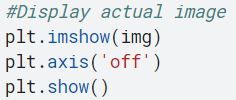 #Display actual image
plt.imshow(img)
plt.axis('off')
plt.show()